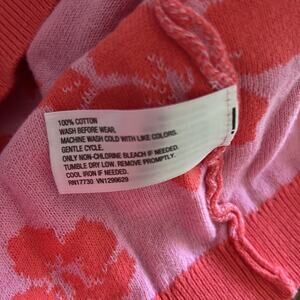 100% COTTON
WASH BEFORE WEAR,
MACHINE WASH COLD WITH LIKE COLORS.
GENTLE CYCLE.
ONLY NON-CHLORINE BLEACH IF NEEDED.
TUMBLE DRY LOW. REMOVE PROMPTLY.
COOL IRON IF NEEDED.
RN17730 VN1299629